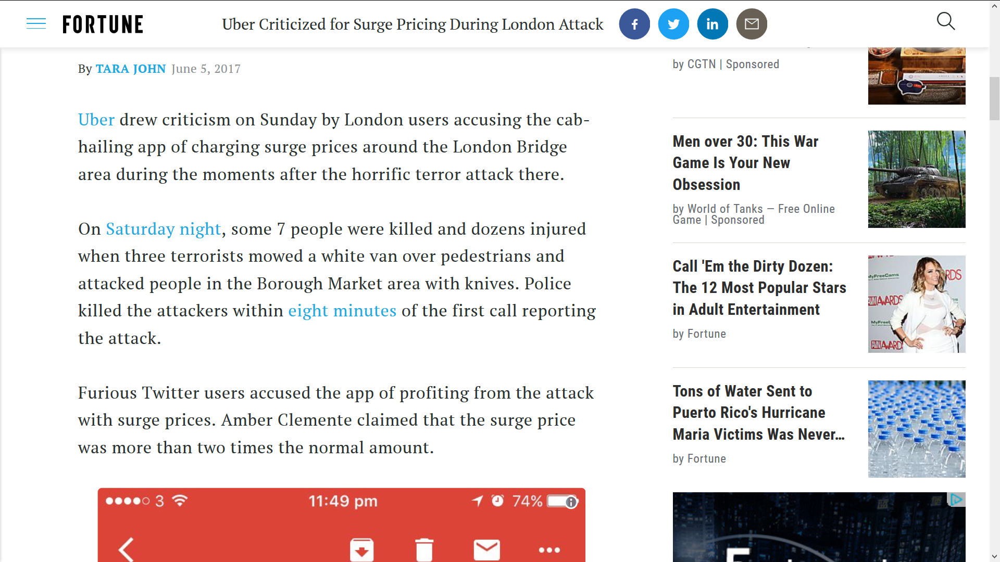 FORTUNE
Uber Criticized for Surge Pricing During London Attack
By TARA JOHN June 5, 2017
Uber drew criticism on Sunday by London users accusing the cab-
hailing app of charging surge prices around the London Bridge
area during the moments after the horrific terror attack there.
On Saturday night, some 7 people were killed and dozens injured
when three terrorists mowed a white van over pedestrians and
attacked people in the Borough Market area with knives. Police
killed the attackers within eight minutes of the first call reporting
the attack.
Furious Twitter users accused the app of profiting from the attack
with surge prices. Amber Clemente claimed that the surge price
was more than two times the normal amount.
3
11:49 pm
74%
by CGTN | Sponsored
Men over 30: This War
Game Is Your New
Obsession
by World of Tanks – Free Online
Game | Sponsored
Call 'Em the Dirty Dozen:
The 12 Most Popular Stars
in Adult Entertainment
by Fortune
MyFreeCams
RDS
AWARDS
AVN AWARD
Tons of Water Sent to
Puerto Rico's Hurricane
Maria Victims Was Never...
by Fortune